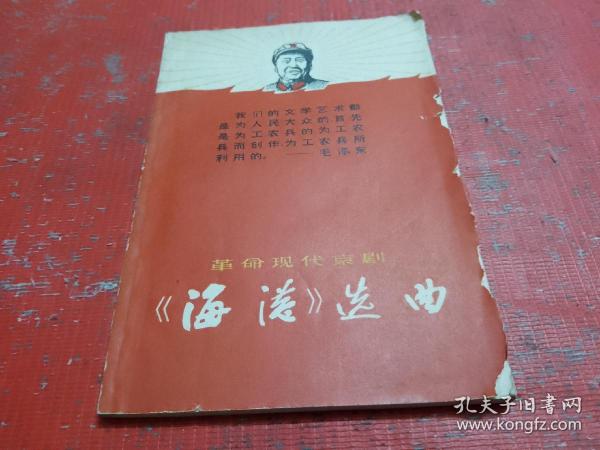 我们的文学艺术都
是为人民大众的,首先
是为工农兵的,为工农
兵而创作,为工农兵所
利用的。——毛泽东
革命现代京剧
《海港》选曲
孔夫子旧书网
www.kongfz.com